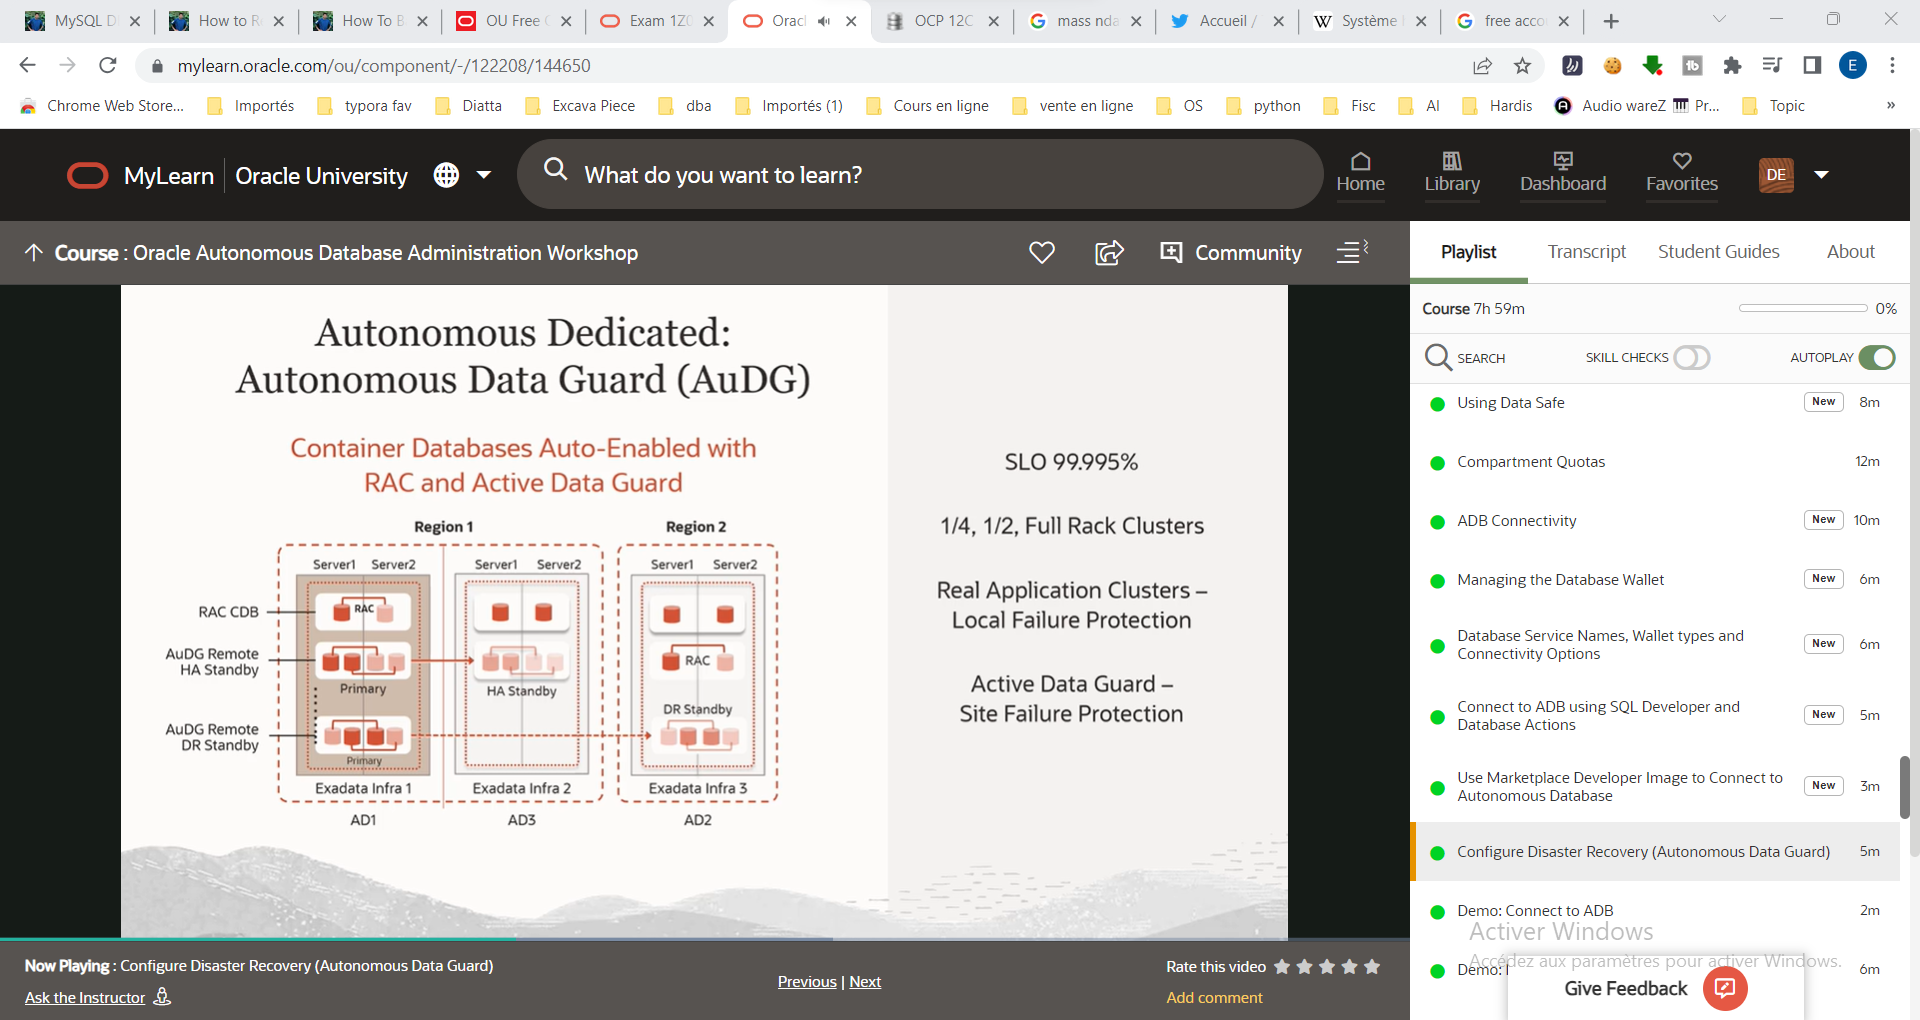 MySQL D
How to R
How To B
OU Free C
Exam 1Z0
Oracl
OCP 12C
mass nda
Accueil /
Système
free acco
mylearn.oracle.com/ou/component/-/122208/144650
E
Chrome Web Store...
Importés
typora fav
Diatta
Excava Piece
dba
Importés (1)
Cours en ligne
vente en ligne
OS
python
Fisc
AI
Hardis
Audio wareZ
Pr...
Topic
»
MyLearn
Oracle University
What do you want to learn?
Home
Library
Dashboard
Favorites
DE
Course : Oracle Autonomous Database Administration Workshop
Community
Autonomous Dedicated:
Autonomous Data Guard (AuDG)
Container Databases Auto-Enabled with
RAC and Active Data Guard
Region 1
Region 2
Server1 Server2
Server1 Server2
Server1 Server2
RAC CDB
RAC
AuDG Remote
HA Standby
RAC
Primary
HA Standby
DR Standby
AuDG Remote
DR Standby
Primary
Exadata Infra 1
Exadata Infra 2
Exadata Infra 3
AD1
AD3
AD2
SLO 99.995%
1/4, 1/2, Full Rack Clusters
Real Application Clusters –
Local Failure Protection
Active Data Guard –
Site Failure Protection
Now Playing : Configure Disaster Recovery (Autonomous Data Guard)
Ask the Instructor
Previous | Next
Rate this video
Add comment
Playlist
Transcript
Student Guides
About
Course 7h 59m
0%
SEARCH
SKILL CHECKS
AUTOPLAY
Using Data Safe New 8m
Compartment Quotas 12m
ADB Connectivity New 10m
Managing the Database Wallet New 6m
Database Service Names, Wallet types and
Connectivity Options New 6m
Connect to ADB using SQL Developer and
Database Actions New 5m
Use Marketplace Developer Image to Connect to
Autonomous Database New 3m
Configure Disaster Recovery (Autonomous Data Guard) 5m
Demo: Connect to ADB 2m
Activer Windows
Accédez aux paramètres pour activer Windows.
Demo: 6m
Give Feedback